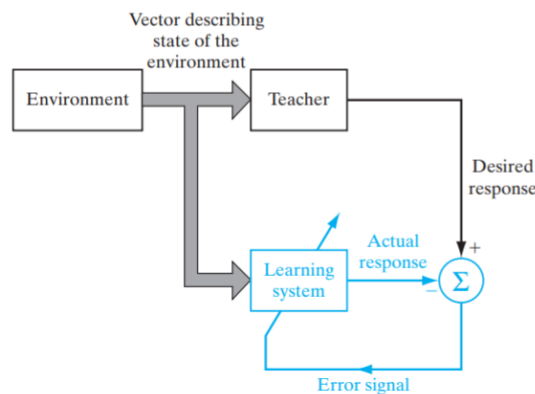 Vector describing
state of the
environment
Environment
Teacher
Desired
response
+
Actual
response
Learning
system
−
Σ
Error signal